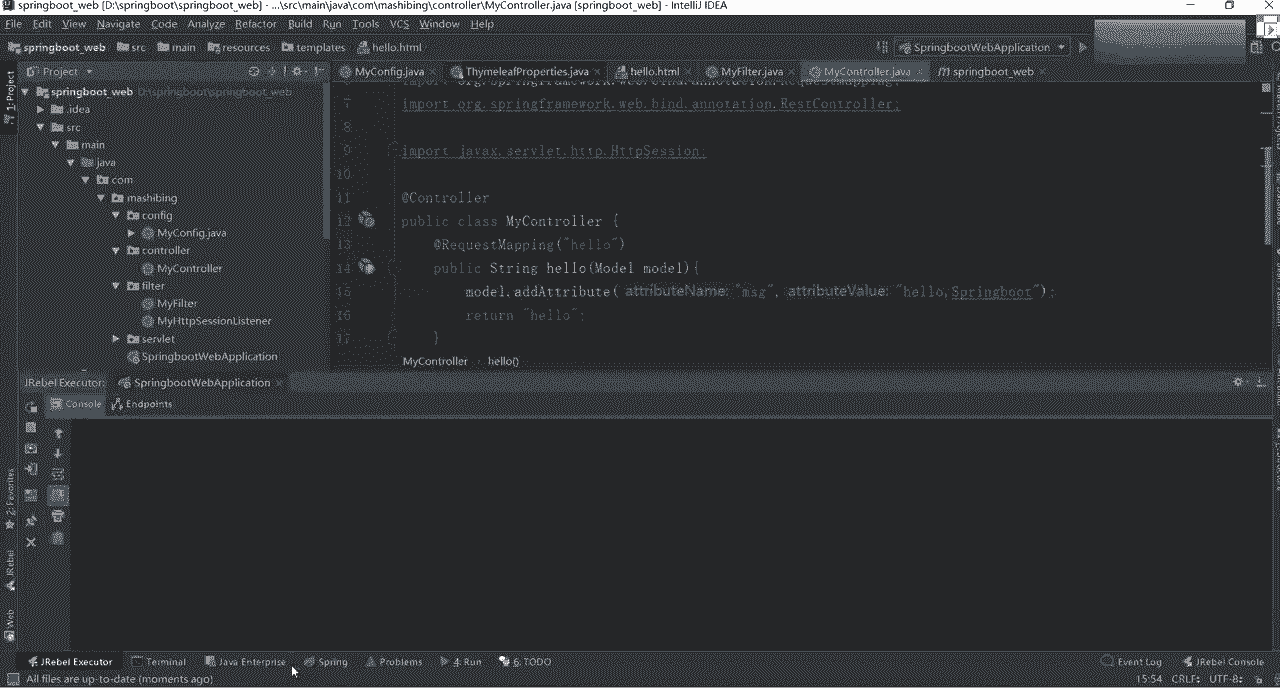 springboot_web [D:\springboot\springboot_web] - ...\src\main\java\com\mashibing\controller\MyController.java [springboot_web] - IntelliJ IDEA
File Edit View Navigate Code Analyze Refactor Build Run Tools VCS Window Help
springboot_web src main resources templates hello.html SpringbootWebApplication
Project MyConfig.java ThymeleafProperties.java hello.html MyFilter.java MyController.java springboot_web
1: Project
springboot_web D:\springboot\springboot_web
.idea
src
main
java
com
mashibing
config
MyConfig.java
controller
MyController
filter
MyFilter
MyHttpSessionListener
servlet
SpringbootWebApplication
7 import org.springframework.web.bind.annotation.RestController;
8
9 import javax.servlet.http.HttpSession;
10
11 @Controller
12 public class MyController {
13 @RequestMapping("hello")
14 public String hello(Model model){
15 model.addAttribute( attributeName: "msg", attributeValue: "hello,Springboot");
16 return "hello";
17 }
MyController hello()
JRebel Executor: SpringbootWebApplication
Console Endpoints
2: Favorites
JRebel
Web
JRebel Executor Terminal Java Enterprise Spring Problems 4: Run 6: TODO Event Log JRebel Console
All files are up-to-date (moments ago) 15:54 CRLF: UTF-8: